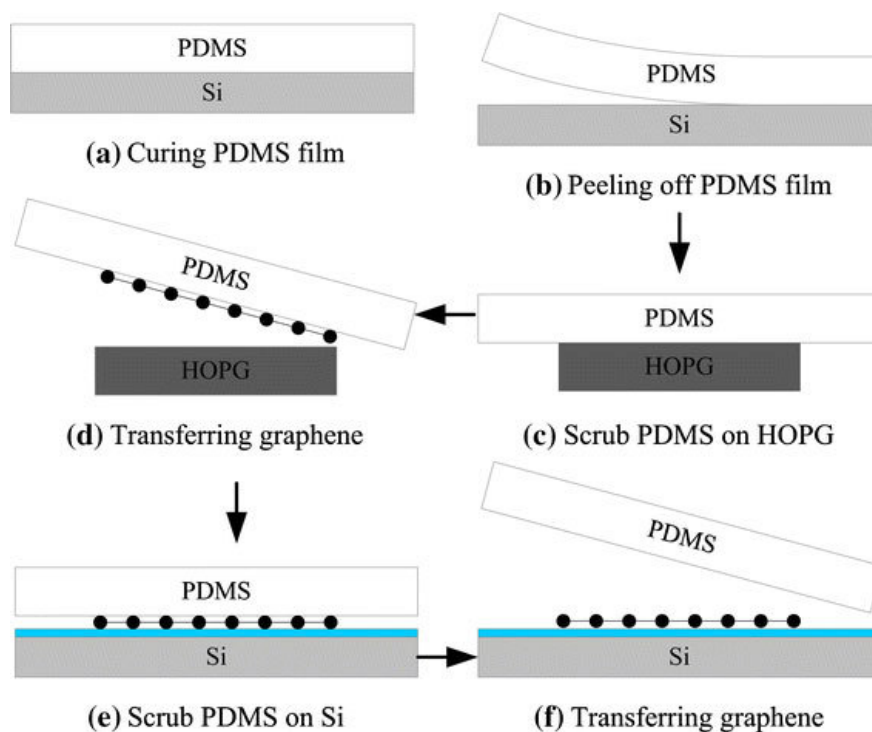 PDMS
Si
(a) Curing PDMS film
PDMS
Si
(b) Peeling off PDMS film
PDMS
HOPG
(c) Scrub PDMS on HOPG
PDMS
HOPG
(d) Transferring graphene
PDMS
Si
(e) Scrub PDMS on Si
PDMS
Si
(f) Transferring graphene